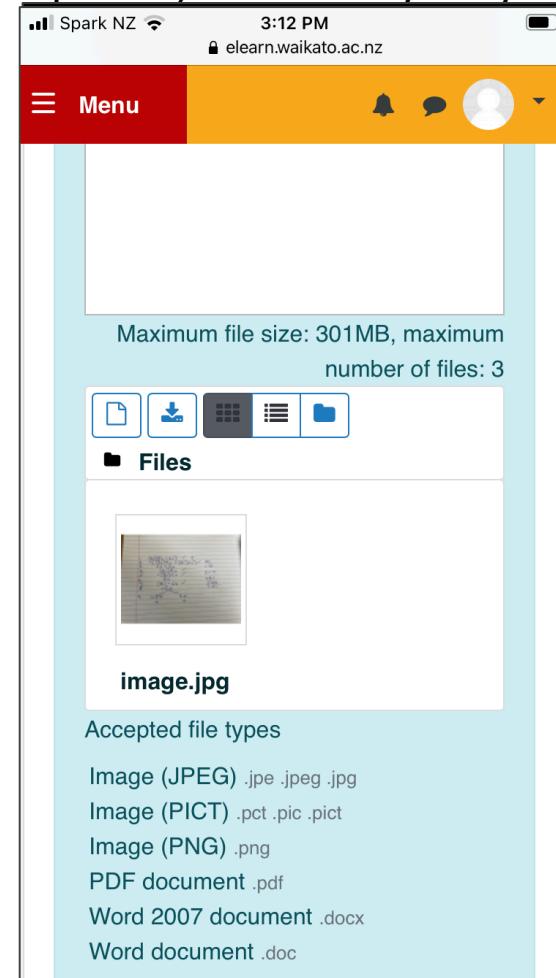 Spark NZ 3:12 PM
elearn.waikato.ac.nz
Menu
Maximum file size: 301MB, maximum
number of files: 3
Files
image.jpg
Accepted file types
Image (JPEG) .jpe .jpeg .jpg
Image (PICT) .pct .pic .pict
Image (PNG) .png
PDF document .pdf
Word 2007 document .docx
Word document .doc